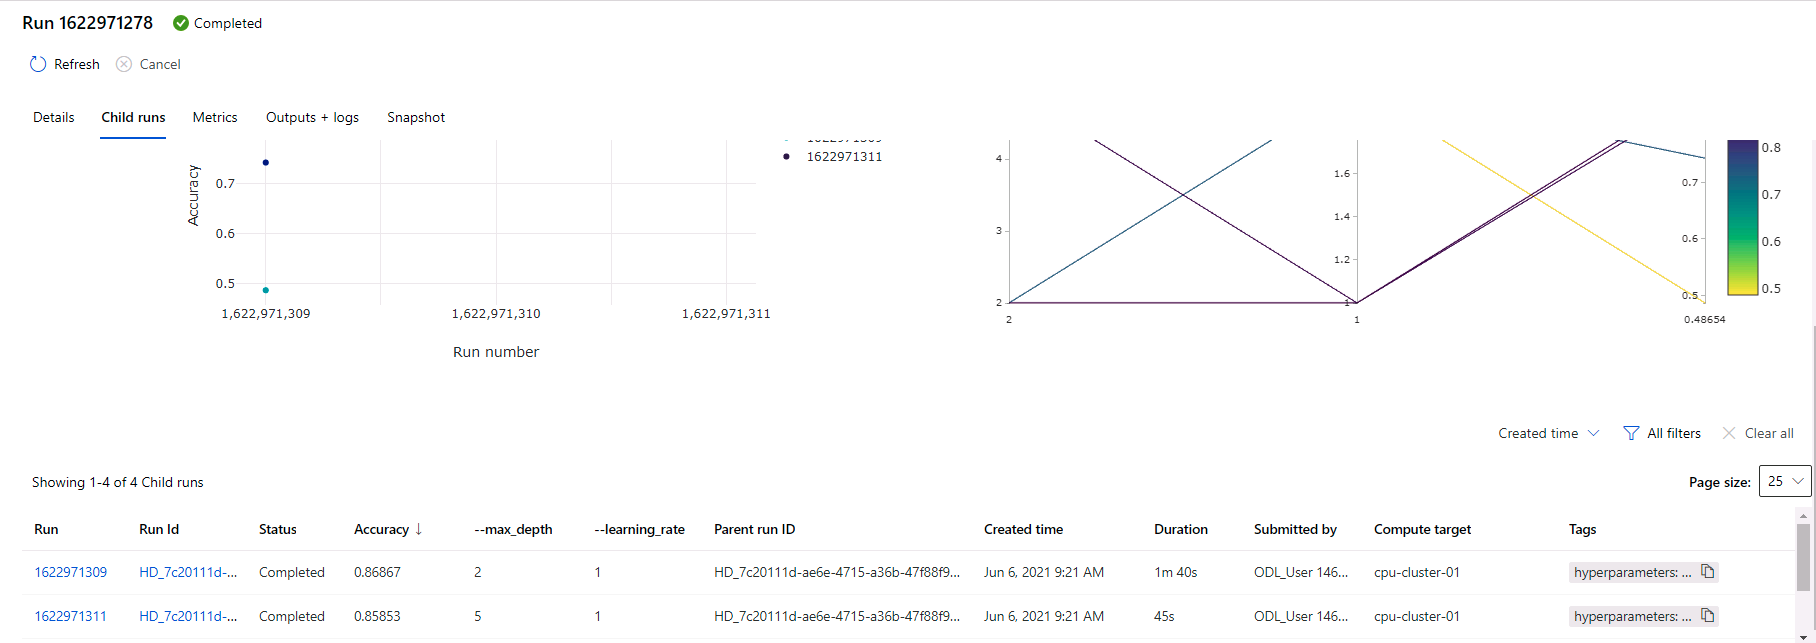 Run 1622971278 Completed
Refresh Cancel
Details Child runs Metrics Outputs + logs Snapshot
1622971311
Accuracy
0.7
0.6
0.5
1,622,971,309 1,622,971,310 1,622,971,311
Run number
4
3
2
2
1.6
1.4
1.2
1
1
0.7
0.6
0.5
0.48654
0.8
0.7
0.6
0.5
Created time All filters Clear all
Showing 1-4 of 4 Child runs Page size: 25
Run Run Id Status Accuracy ↓ --max_depth --learning_rate Parent run ID Created time Duration Submitted by Compute target Tags
1622971309 HD_7c20111d-... Completed 0.86867 2 1 HD_7c20111d-ae6e-4715-a36b-47f88f9... Jun 6, 2021 9:21 AM 1m 40s ODL_User 146... cpu-cluster-01 hyperparameters: ...
1622971311 HD_7c20111d-... Completed 0.85853 5 1 HD_7c20111d-ae6e-4715-a36b-47f88f9... Jun 6, 2021 9:21 AM 45s ODL_User 146... cpu-cluster-01 hyperparameters: ...